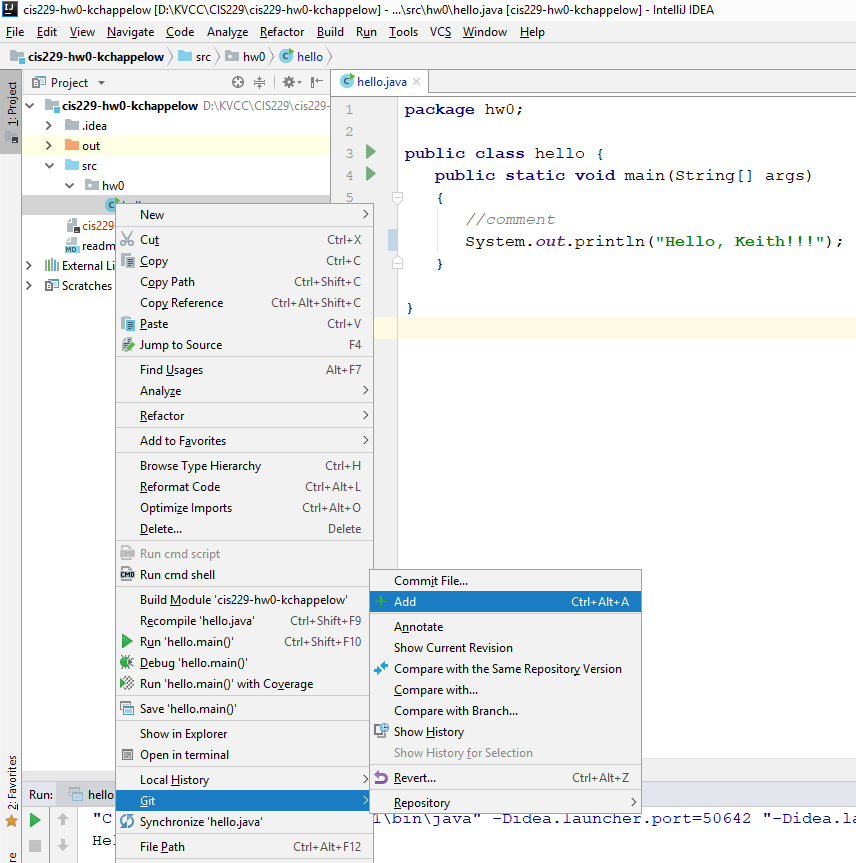 cis229-hw0-kchappelow [D:\KVCC\CIS229\cis229-hw0-kchappelow] - ...\src\hw0\hello.java [cis229-hw0-kchappelow] - IntelliJ IDEA
File Edit View Navigate Code Analyze Refactor Build Run Tools VCS Window Help
cis229-hw0-kchappelow src hw0 hello
1: Project
Project
hello.java
cis229-hw0-kchappelow D:\KVCC\CIS229\cis229-
.idea
out
src
hw0
cis229
MD readm
External Li
Scratches
1 package hw0;
2
3 public class hello {
4 public static void main(String[] args)
5 {
//comment
System.out.println("Hello, Keith!!!");
}
}
New
Cut Ctrl+X
Copy Ctrl+C
Copy Path Ctrl+Shift+C
Copy Reference Ctrl+Alt+Shift+C
Paste Ctrl+V
Jump to Source F4
Find Usages Alt+F7
Analyze
Refactor
Add to Favorites
Browse Type Hierarchy Ctrl+H
Reformat Code Ctrl+Alt+L
Optimize Imports Ctrl+Alt+O
Delete... Delete
Run cmd script
CMD Run cmd shell
Build Module 'cis229-hw0-kchappelow'
Recompile 'hello.java' Ctrl+Shift+F9
Run 'hello.main()' Ctrl+Shift+F10
Debug 'hello.main()'
Run 'hello.main()' with Coverage
Save 'hello.main()'
Show in Explorer
Open in terminal
Local History
Git
Synchronize 'hello.java'
File Path Ctrl+Alt+F12
Commit File...
Add Ctrl+Alt+A
Annotate
Show Current Revision
Compare with the Same Repository Version
Compare with...
Compare with Branch...
Show History
Show History for Selection
Revert... Ctrl+Alt+Z
Repository
2: Favorites
Run: hello
"C 1\bin\java" -Didea.launcher.port=50642 "-Didea.la
Hel